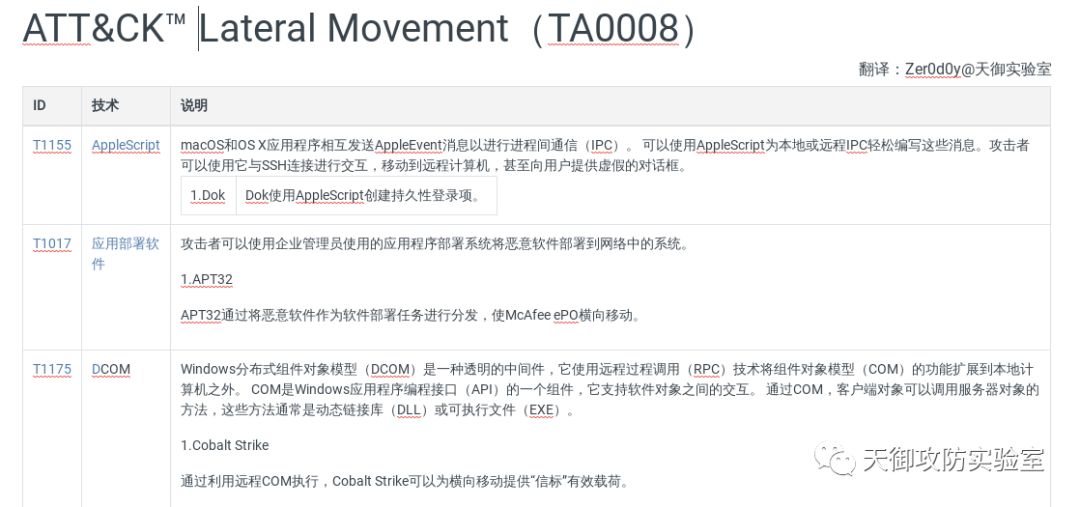 ATT&CK™ Lateral Movement（TA0008）
翻译：Zer0d0y@天御实验室
ID 技术 说明
T1155 AppleScript macOS和OS X应用程序相互发送AppleEvent消息以进行进程间通信（IPC）。 可以使用AppleScript为本地或远程IPC轻松编写这些消息。攻击者
可以使用它与SSH连接进行交互，移动到远程计算机，甚至向用户提供虚假的对话框。
1.Dok Dok使用AppleScript创建持久性登录项。
T1017 应用部署软 攻击者可以使用企业管理员使用的应用程序部署系统将恶意软件部署到网络中的系统。
件
1.APT32
APT32通过将恶意软件作为软件部署任务进行分发，使McAfee ePO横向移动。
T1175 DCOM Windows分布式组件对象模型（DCOM）是一种透明的中间件，它使用远程过程调用（RPC）技术将组件对象模型（COM）的功能扩展到本地计
算机之外。 COM是Windows应用程序编程接口（API）的一个组件，它支持软件对象之间的交互。 通过COM，客户端对象可以调用服务器对象的
方法，这些方法通常是动态链接库（DLL）或可执行文件（EXE）。
1.Cobalt Strike
通过利用远程COM执行，Cobalt Strike可以为横向移动提供“信标”有效载荷。
天御攻防实验室